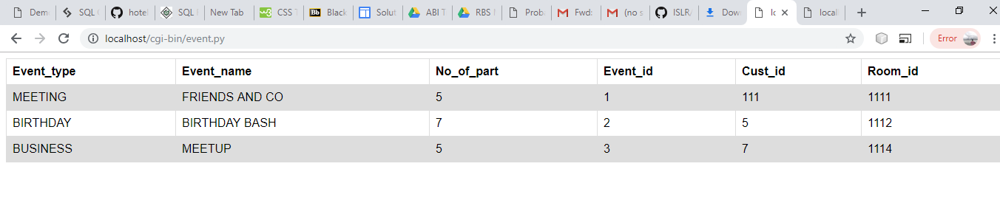 Dem SQL hote SQL New Tab CSS T Black Solut ABI T RBS Prob Fwd: (no s ISLR Dow lo local
localhost/cgi-bin/event.py Error
Event_type Event_name No_of_part Event_id Cust_id Room_id
MEETING FRIENDS AND CO 5 1 111 1111
BIRTHDAY BIRTHDAY BASH 7 2 5 1112
BUSINESS MEETUP 5 3 7 1114